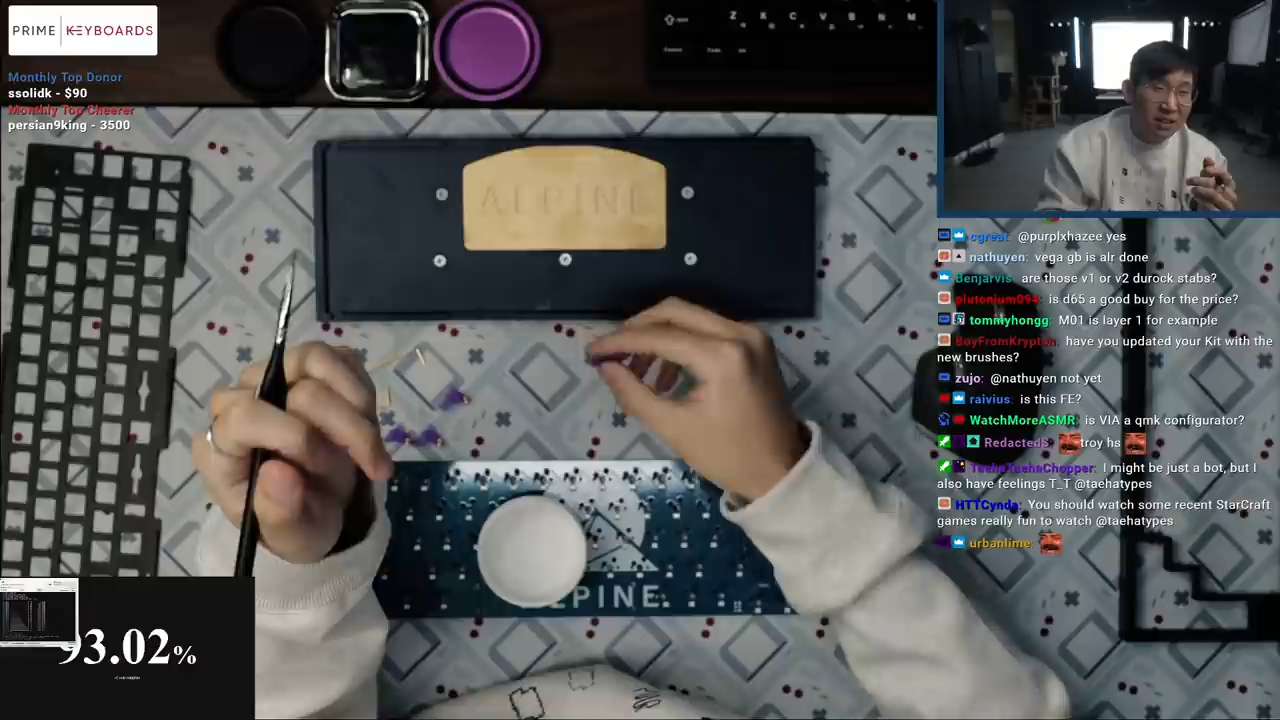 PRIME | KEYBOARDS
Monthly Top Donor
ssolidk - $90
Monthly Top Cheerer
persian9king - 3500
Z X C V B N M
ALPINE
ALPINE
93.02%
cgreat: @purplxhazee yes
nathuyen: vega gb is alr done
Benjarvis: are those v1 or v2 durock stabs?
plutonium094: is d65 a good buy for the price?
tommyhongg: M01 is layer 1 for example
BoyFromKrypton: have you updated your Kit with the
new brushes?
zujo: @nathuyen not yet
raivius: is this FE?
WatchMoreASMR: is VIA a qmk configurator?
RedactedS*: troy hs
TaehaTaehaChopper: I might be just a bot, but I
also have feelings T_T @taehatypes
HTTCynda: You should watch some recent StarCraft
games really fun to watch @taehatypes
urbanlime: